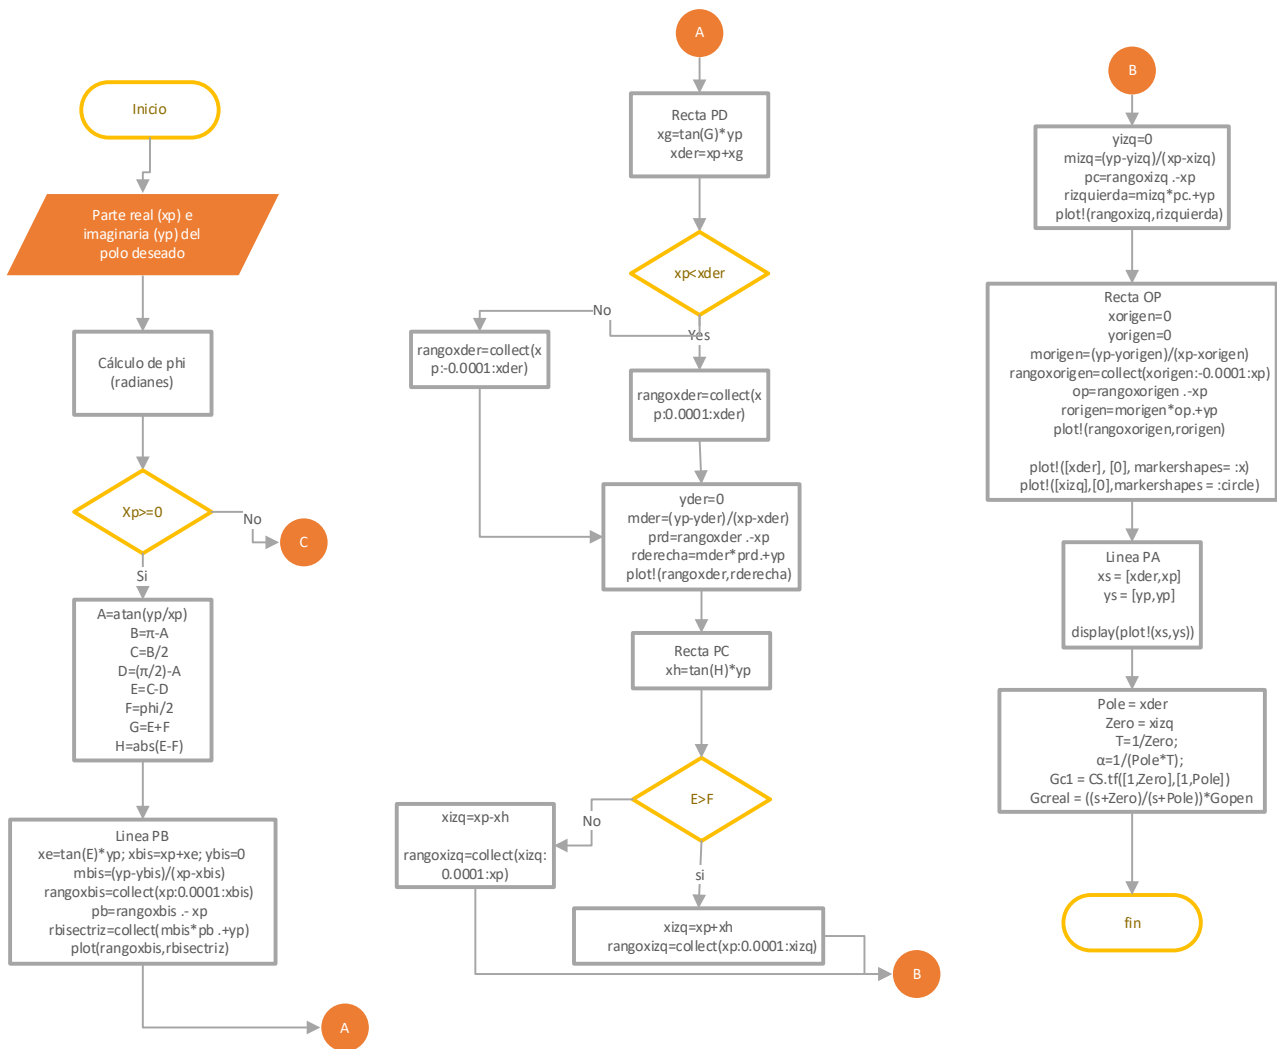 Inicio
Parte real (xp) e
imaginaria (yp) del
polo deseado
Cálculo de phi
(radianes)
Xp>=0
No
C
Si
A=atan(yp/xp)
B=π-A
C=B/2
D=(π/2)-A
E=C-D
F=phi/2
G=E+F
H=abs(E-F)
Linea PB
xe=tan(E)*yp; xbis=xp+xe; ybis=0
mbis=(yp-ybis)/(xp-xbis)
rangoxbis=collect(xp:0.0001:xbis)
pb=rangoxbis .- xp
rbisectriz=collect(mbis*pb .+yp)
plot(rangoxbis,rbisectriz)
A
A
Recta PD
xg=tan(G)*yp
xder=xp+xg
xp<xder
No
Yes
rangoxder=collect(x
p:-0.0001:xder)
rangoxder=collect(x
p:0.0001:xder)
yder=0
mder=(yp-yder)/(xp-xder)
prd=rangoxder .-xp
rderecha=mder*prd.+yp
plot!(rangoxder,rderecha)
Recta PC
xh=tan(H)*yp
E>F
No
si
xizq=xp-xh
rangoxizq=collect(xizq:
0.0001:xp)
xizq=xp+xh
rangoxizq=collect(xp:0.0001:xizq)
B
B
yizq=0
mizq=(yp-yizq)/(xp-xizq)
pc=rangoxizq .-xp
rizquierda=mizq*pc.+yp
plot!(rangoxizq,rizquierda)
Recta OP
xorigen=0
yorigen=0
morigen=(yp-yorigen)/(xp-xorigen)
rangoxorigen=collect(xorigen:-0.0001:xp)
op=rangoxorigen .-xp
rorigen=morigen*op.+yp
plot!(rangoxorigen,rorigen)
plot!([xder], [0], markershapes= :x)
plot!([xizq],[0],markershapes = :circle)
Linea PA
xs = [xder,xp]
ys = [yp,yp]
display(plot!(xs,ys))
Pole = xder
Zero = xizq
T=1/Zero;
α=1/(Pole*T);
Gc1 = CS.tf([1,Zero],[1,Pole])
Gcreal = ((s+Zero)/(s+Pole))*Gopen
fin